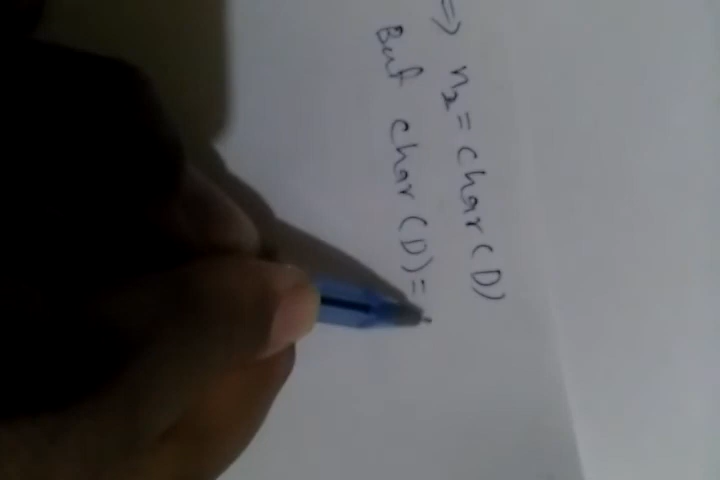 => n₂ = char(D)
But char(D) =